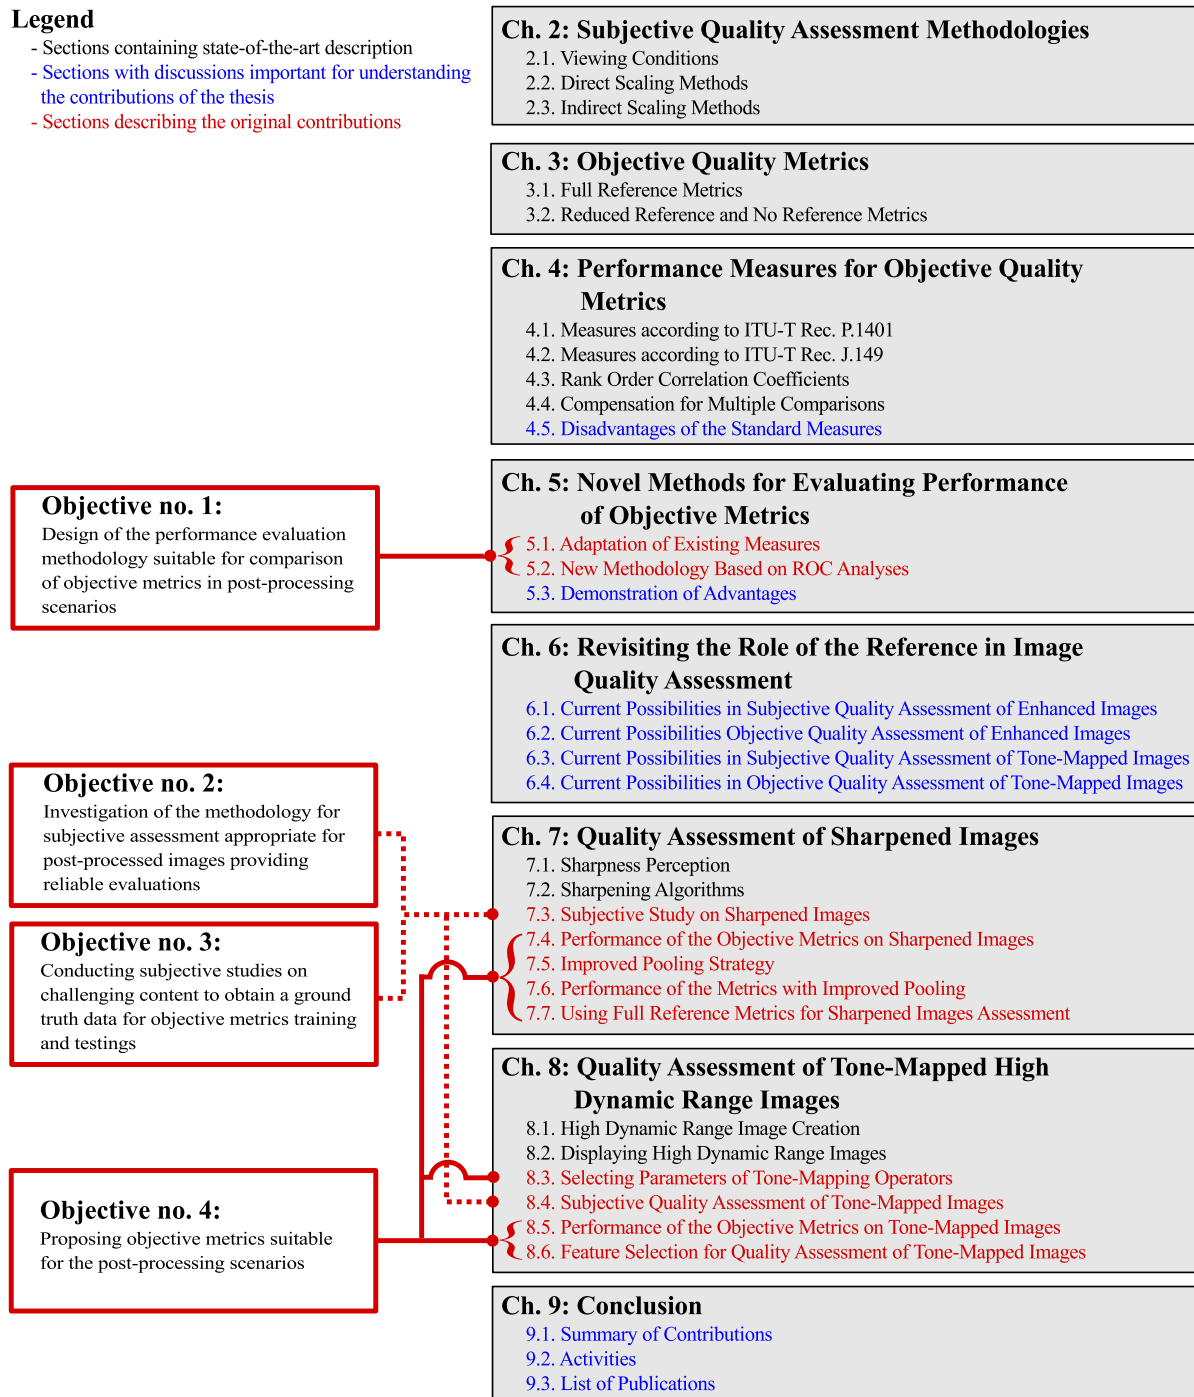 Legend
- Sections containing state-of-the-art description
- Sections with discussions important for understanding
the contributions of the thesis
- Sections describing the original contributions
Ch. 2: Subjective Quality Assessment Methodologies
2.1. Viewing Conditions
2.2. Direct Scaling Methods
2.3. Indirect Scaling Methods
Ch. 3: Objective Quality Metrics
3.1. Full Reference Metrics
3.2. Reduced Reference and No Reference Metrics
Ch. 4: Performance Measures for Objective Quality
Metrics
4.1. Measures according to ITU-T Rec. P.1401
4.2. Measures according to ITU-T Rec. J.149
4.3. Rank Order Correlation Coefficients
4.4. Compensation for Multiple Comparisons
4.5. Disadvantages of the Standard Measures
Objective no. 1:
Design of the performance evaluation
methodology suitable for comparison
of objective metrics in post-processing
scenarios
Ch. 5: Novel Methods for Evaluating Performance
of Objective Metrics
5.1. Adaptation of Existing Measures
5.2. New Methodology Based on ROC Analyses
5.3. Demonstration of Advantages
Ch. 6: Revisiting the Role of the Reference in Image
Quality Assessment
6.1. Current Possibilities in Subjective Quality Assessment of Enhanced Images
6.2. Current Possibilities Objective Quality Assessment of Enhanced Images
6.3. Current Possibilities in Subjective Quality Assessment of Tone-Mapped Images
6.4. Current Possibilities in Objective Quality Assessment of Tone-Mapped Images
Objective no. 2:
Investigation of the methodology for
subjective assessment appropriate for
post-processed images providing
reliable evaluations
Objective no. 3:
Conducting subjective studies on
challenging content to obtain a ground
truth data for objective metrics training
and testings
Ch. 7: Quality Assessment of Sharpened Images
7.1. Sharpness Perception
7.2. Sharpening Algorithms
7.3. Subjective Study on Sharpened Images
7.4. Performance of the Objective Metrics on Sharpened Images
7.5. Improved Pooling Strategy
7.6. Performance of the Metrics with Improved Pooling
7.7. Using Full Reference Metrics for Sharpened Images Assessment
Ch. 8: Quality Assessment of Tone-Mapped High
Dynamic Range Images
8.1. High Dynamic Range Image Creation
8.2. Displaying High Dynamic Range Images
8.3. Selecting Parameters of Tone-Mapping Operators
8.4. Subjective Quality Assessment of Tone-Mapped Images
8.5. Performance of the Objective Metrics on Tone-Mapped Images
8.6. Feature Selection for Quality Assessment of Tone-Mapped Images
Objective no. 4:
Proposing objective metrics suitable
for the post-processing scenarios
Ch. 9: Conclusion
9.1. Summary of Contributions
9.2. Activities
9.3. List of Publications